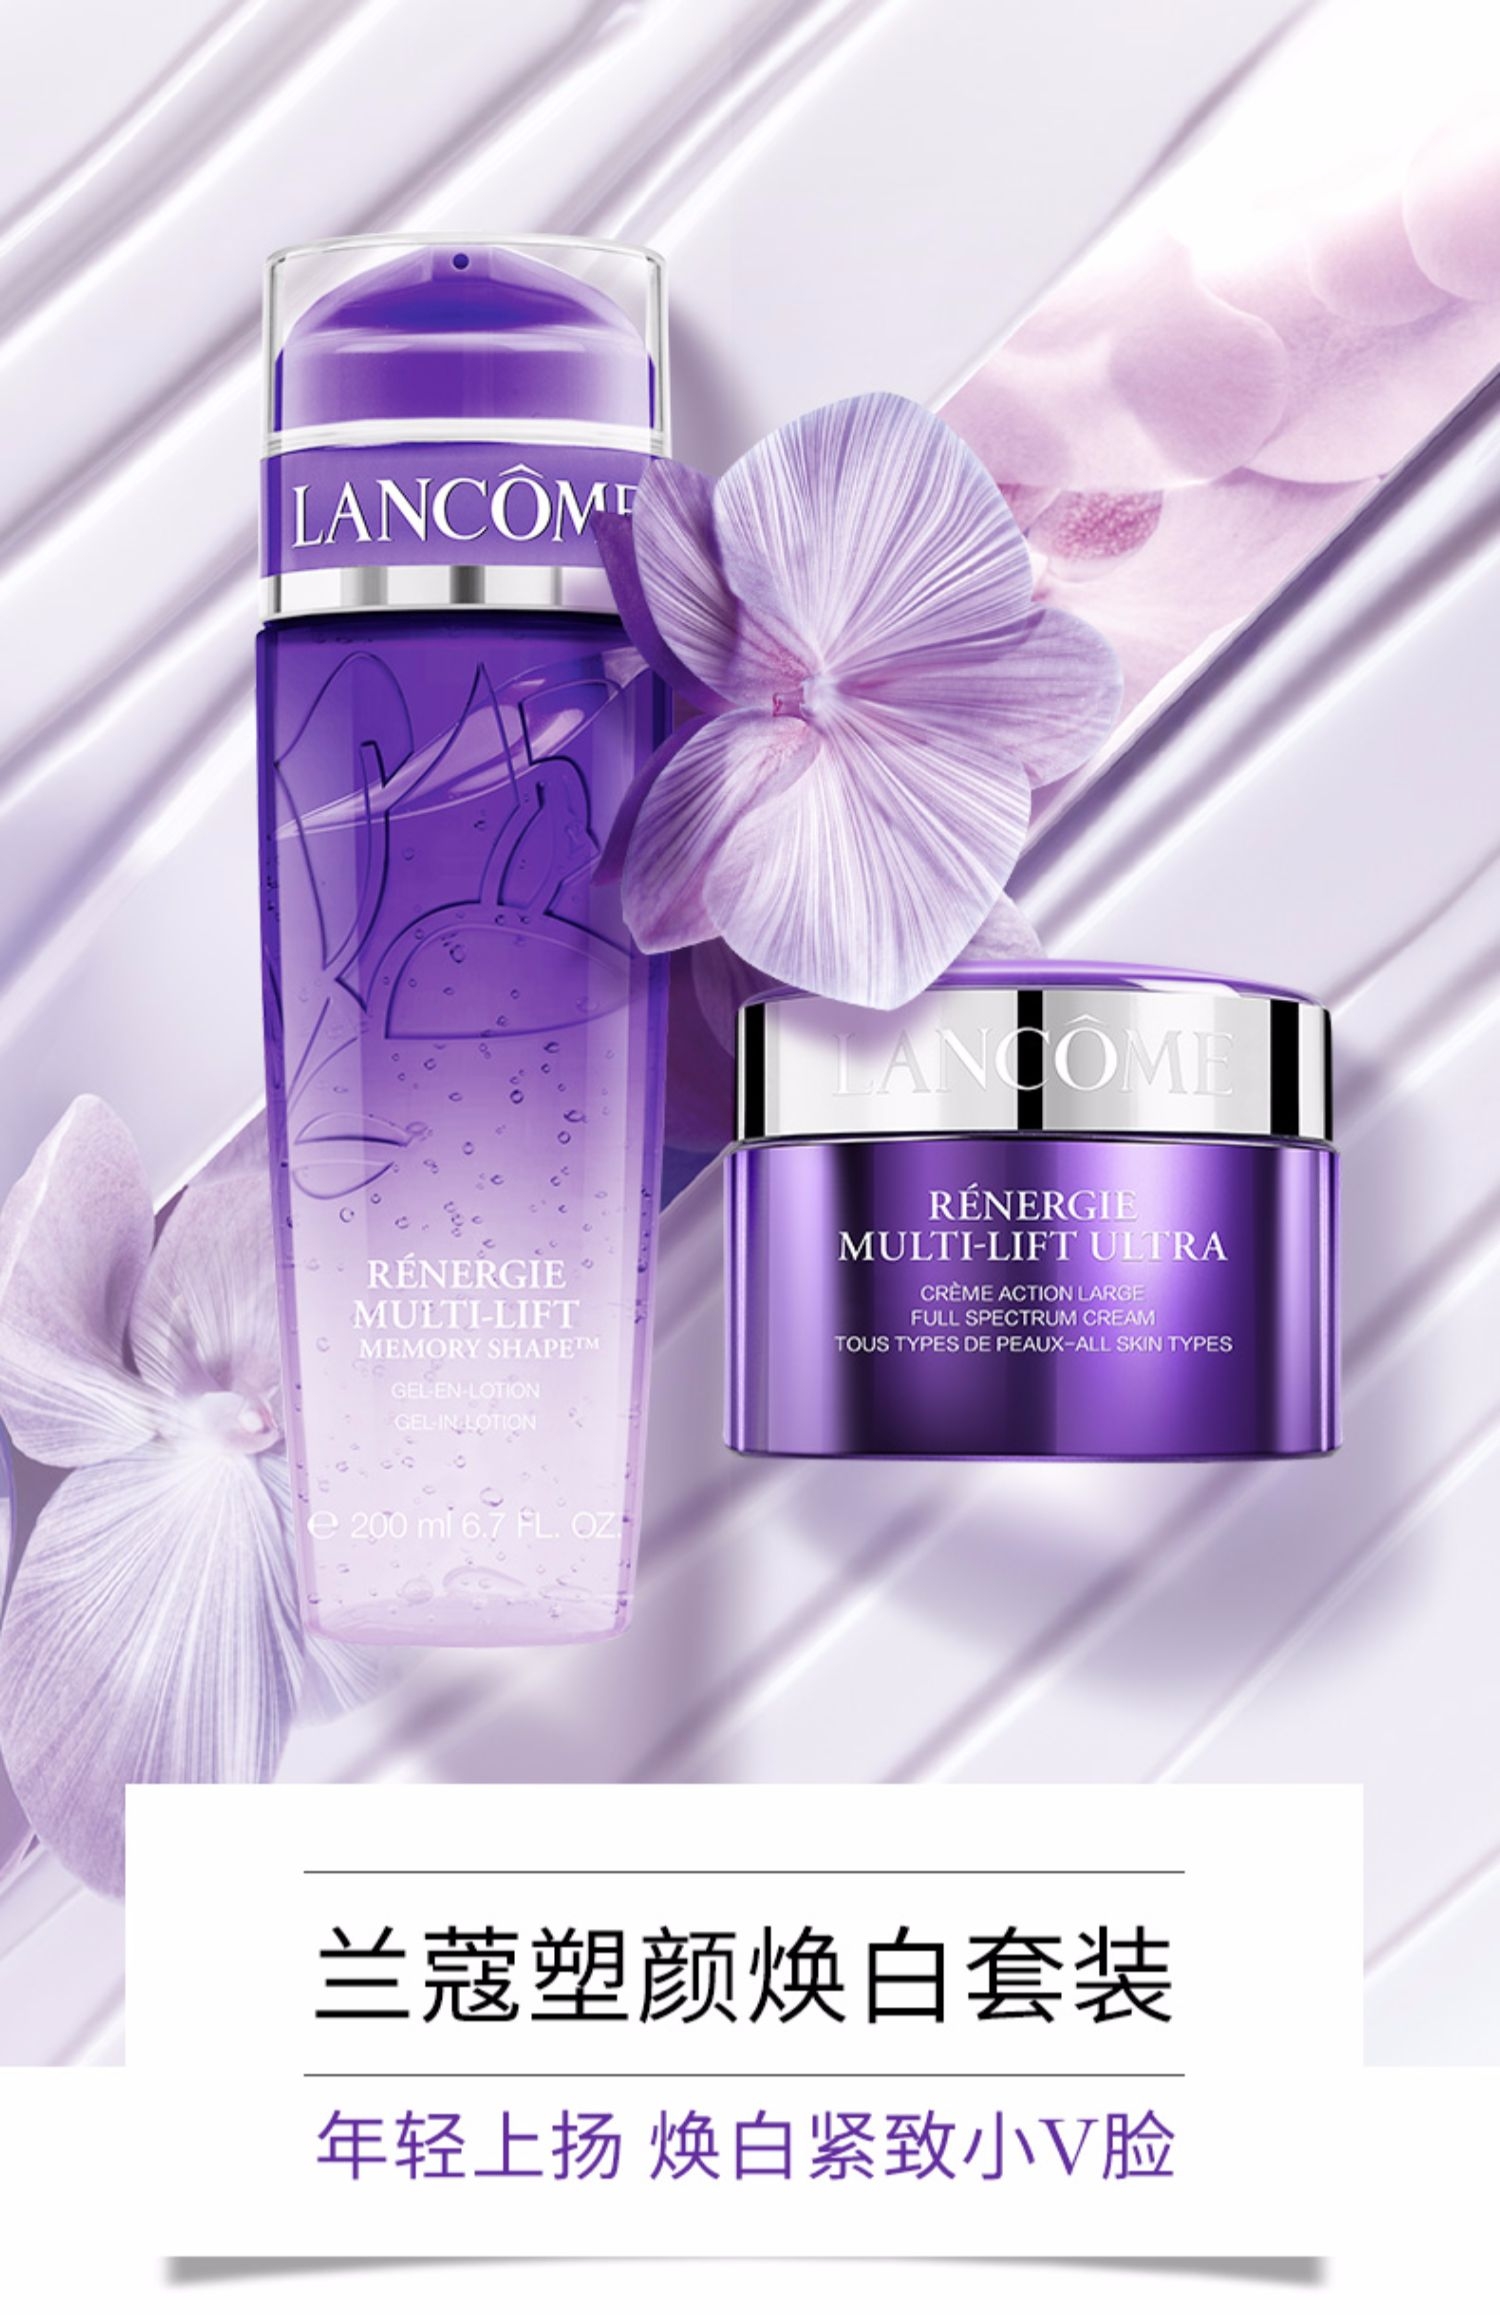 LANCÔME
RÉNERGIE
MULTI-LIFT
MEMORY SHAPE™
GEL-EN-LOTION
GEL-IN-LOTION
℮ 200 ml 6.7 FL. OZ.
LANCÔME
RÉNERGIE
MULTI-LIFT ULTRA
CRÈME ACTION LARGE
FULL SPECTRUM CREAM
TOUS TYPES DE PEAUX-ALL SKIN TYPES
兰蔻塑颜焕白套装
年轻上扬 焕白紧致小V脸